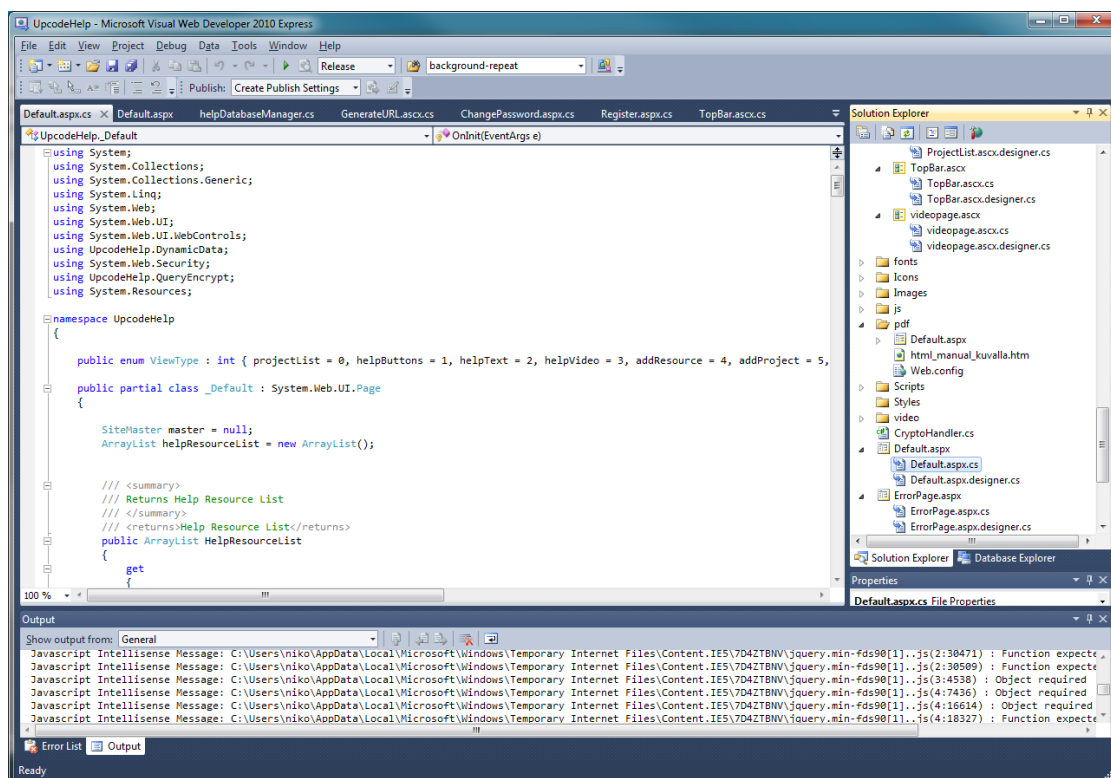 UpcodeHelp - Microsoft Visual Web Developer 2010 Express
File Edit View Project Debug Data Tools Window Help
Release background-repeat
Publish: Create Publish Settings
Default.aspx.cs Default.aspx helpDatabaseManager.cs GenerateURL.ascx.cs ChangePassword.aspx.cs Register.aspx.cs TopBar.ascx.cs
UpcodeHelp._Default OnInit(EventArgs e)
using System;
using System.Collections;
using System.Collections.Generic;
using System.Linq;
using System.Web;
using System.Web.UI;
using System.Web.UI.WebControls;
using UpcodeHelp.DynamicData;
using System.Web.Security;
using UpcodeHelp.QueryEncrypt;
using System.Resources;
namespace UpcodeHelp
{
public enum ViewType : int { projectList = 0, helpButtons = 1, helpText = 2, helpVideo = 3, addResource = 4, addProject = 5,
public partial class _Default : System.Web.UI.Page
{
SiteMaster master = null;
ArrayList helpResourceList = new ArrayList();
/// <summary>
/// Returns Help Resource List
/// </summary>
/// <returns>Help Resource List</returns>
public ArrayList HelpResourceList
{
get
{
100 %
Solution Explorer
ProjectList.ascx.designer.cs
TopBar.ascx
TopBar.ascx.cs
TopBar.ascx.designer.cs
videopage.ascx
videopage.ascx.cs
videopage.ascx.designer.cs
fonts
Icons
Images
js
pdf
Default.aspx
html_manual_kuvalla.htm
Web.config
Scripts
Styles
video
CryptoHandler.cs
Default.aspx
Default.aspx.cs
Default.aspx.designer.cs
ErrorPage.aspx
ErrorPage.aspx.cs
ErrorPage.aspx.designer.cs
Solution Explorer Database Explorer
Properties
Default.aspx.cs File Properties
Output
Show output from: General
Javascript Intellisense Message: C:\Users\niko\AppData\Local\Microsoft\Windows\Temporary Internet Files\Content.IE5\7D4ZTBNV\jquery.min-fds90[1]..js(2:30471) : Function expecte
Javascript Intellisense Message: C:\Users\niko\AppData\Local\Microsoft\Windows\Temporary Internet Files\Content.IE5\7D4ZTBNV\jquery.min-fds90[1]..js(2:30509) : Function expecte
Javascript Intellisense Message: C:\Users\niko\AppData\Local\Microsoft\Windows\Temporary Internet Files\Content.IE5\7D4ZTBNV\jquery.min-fds90[1]..js(3:4538) : Object required
Javascript Intellisense Message: C:\Users\niko\AppData\Local\Microsoft\Windows\Temporary Internet Files\Content.IE5\7D4ZTBNV\jquery.min-fds90[1]..js(4:7436) : Object required
Javascript Intellisense Message: C:\Users\niko\AppData\Local\Microsoft\Windows\Temporary Internet Files\Content.IE5\7D4ZTBNV\jquery.min-fds90[1]..js(4:16614) : Object required
Javascript Intellisense Message: C:\Users\niko\AppData\Local\Microsoft\Windows\Temporary Internet Files\Content.IE5\7D4ZTBNV\jquery.min-fds90[1]..js(4:18327) : Function expecte
Error List Output
Ready